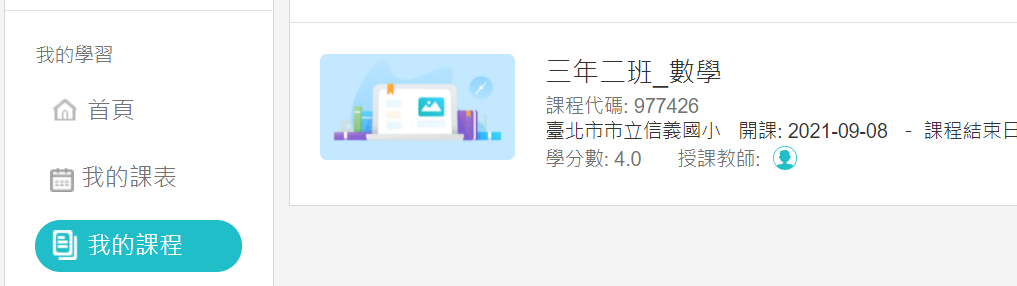 我的學習
首頁
我的課表
我的課程
三年二班_數學
課程代碼: 977426
臺北市市立信義國小 開課: 2021-09-08 - 課程結束日
學分數: 4.0 授課教師: